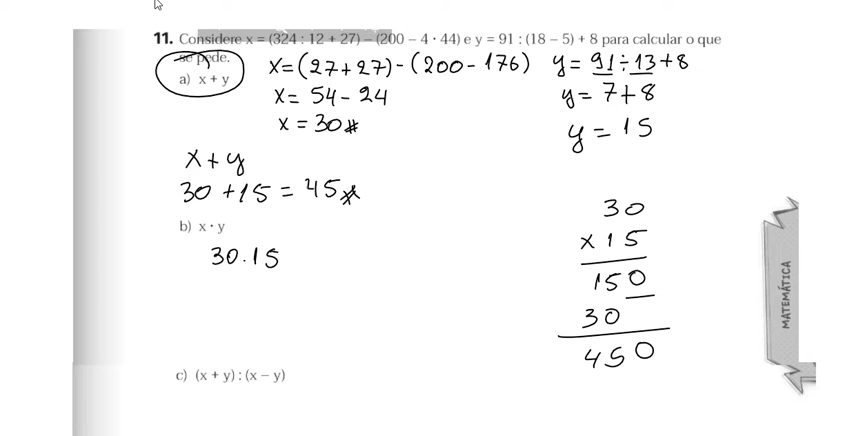 11. Considere x = (324 : 12 + 27) – (200 – 4 · 44) e y = 91 : (18 – 5) + 8 para calcular o que
se pede.
a) x + y
x = (27+27) - (200 - 176)
x = 54 - 24
x = 30 #
y = 91 ÷ 13 + 8
y = 7 + 8
y = 15
x + y
30 + 15 = 45 #
b) x · y
30 . 15
30
x 15
150
30
450
c) (x + y) : (x – y)
MATEMÁTICA